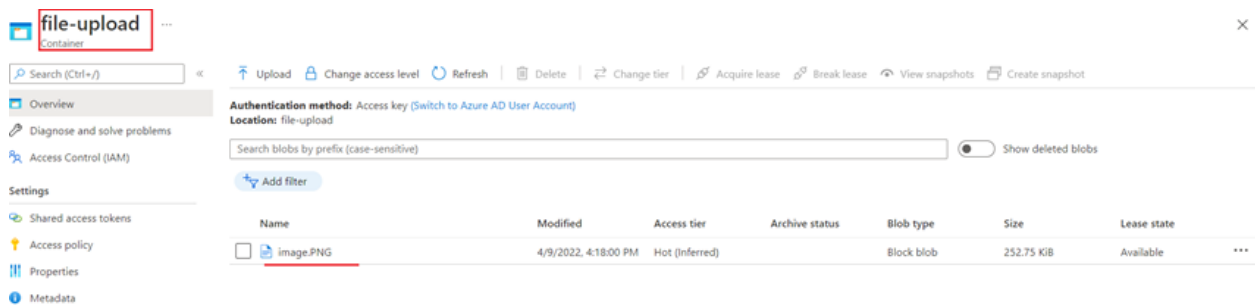 file-upload ...
Container
Search (Ctrl+/) «
Overview
Diagnose and solve problems
Access Control (IAM)
Settings
Shared access tokens
Access policy
Properties
Metadata
Upload Change access level Refresh Delete Change tier Acquire lease Break lease View snapshots Create snapshot
Authentication method: Access key (Switch to Azure AD User Account)
Location: file-upload
Search blobs by prefix (case-sensitive) Show deleted blobs
Add filter
Name Modified Access tier Archive status Blob type Size Lease state
image.PNG 4/9/2022, 4:18:00 PM Hot (Inferred) Block blob 252.75 KiB Available ...